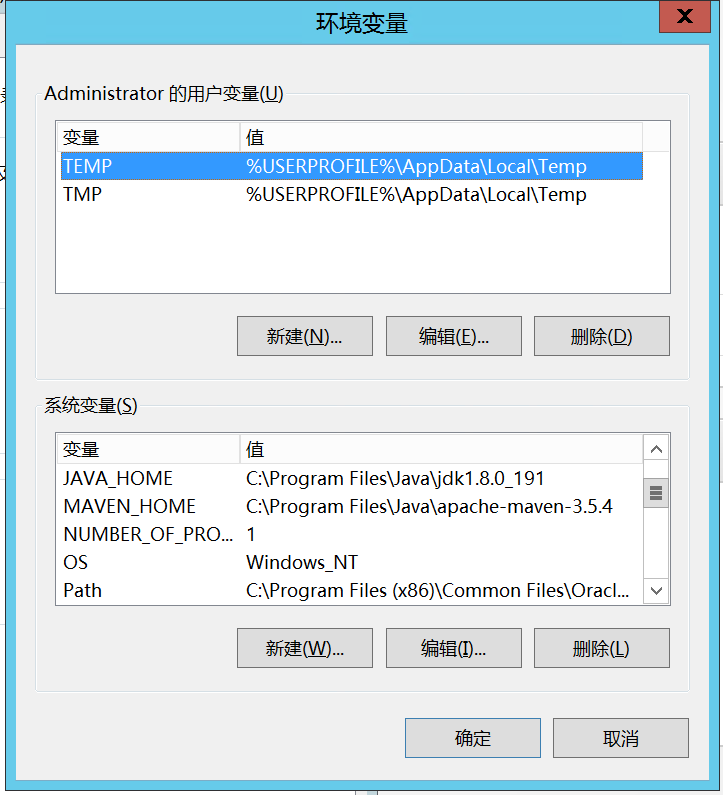 环境变量
Administrator 的用户变量(U)
变量 值
TEMP %USERPROFILE%\AppData\Local\Temp
TMP %USERPROFILE%\AppData\Local\Temp
新建(N)... 编辑(E)... 删除(D)
系统变量(S)
变量 值
JAVA_HOME C:\Program Files\Java\jdk1.8.0_191
MAVEN_HOME C:\Program Files\Java\apache-maven-3.5.4
NUMBER_OF_PRO... 1
OS Windows_NT
Path C:\Program Files (x86)\Common Files\Oracl...
新建(W)... 编辑(I)... 删除(L)
确定 取消